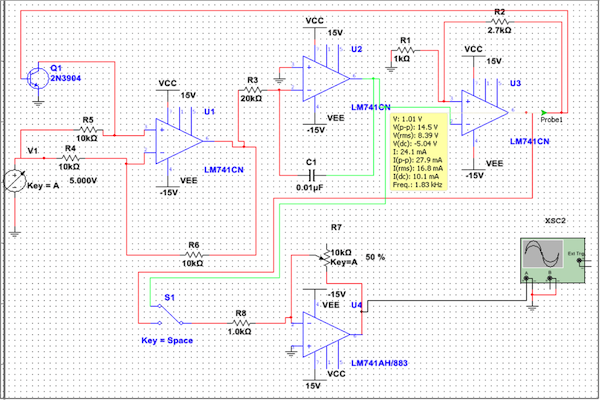 R2
VCC
VCC
2.7kΩ
15V
R1
VCC
15V
Q1
U2
1kΩ
15V
2N3904
VCC
R3
U3
15V
20kΩ
R5
U1
LM741CN
Probe1
10kΩ
VEE
-15V
V: 1.01 V
V(p-p): 14.5 V
V(rms): 8.39 V
V(dc): -5.04 V
I: 24.1 mA
I(p-p): 27.9 mA
I(rms): 16.8 mA
I(dc): 10.1 mA
Freq.: 1.83 kHz
LM741CN
V1
R4
10kΩ
5.000V
LM741CN
C1
VEE
-15V
Key = A
VEE
-15V
0.01µF
R7
XSC2
R6
10kΩ
10kΩ
Key=A
50 %
Ext Trig
A
B
S1
-15V
VEE
U4
R8
1.0kΩ
Key = Space
LM741AH/883
VCC
15V